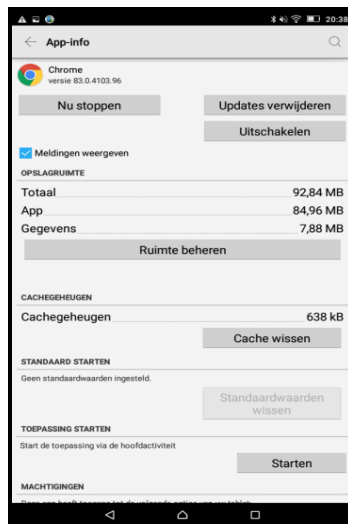 20:38
App-info
Chrome
versie 83.0.4103.96
Nu stoppen
Updates verwijderen
Uitschakelen
Meldingen weergeven
OPSLAGRUIMTE
Totaal 92,84 MB
App 84,96 MB
Gegevens 7,88 MB
Ruimte beheren
CACHEGEHEUGEN
Cachegeheugen 638 kB
Cache wissen
STANDAARD STARTEN
Geen standaardwaarden ingesteld.
Standaardwaarden
wissen
TOEPASSING STARTEN
Start de toepassing via de hoofdactiviteit
Starten
MACHTIGINGEN